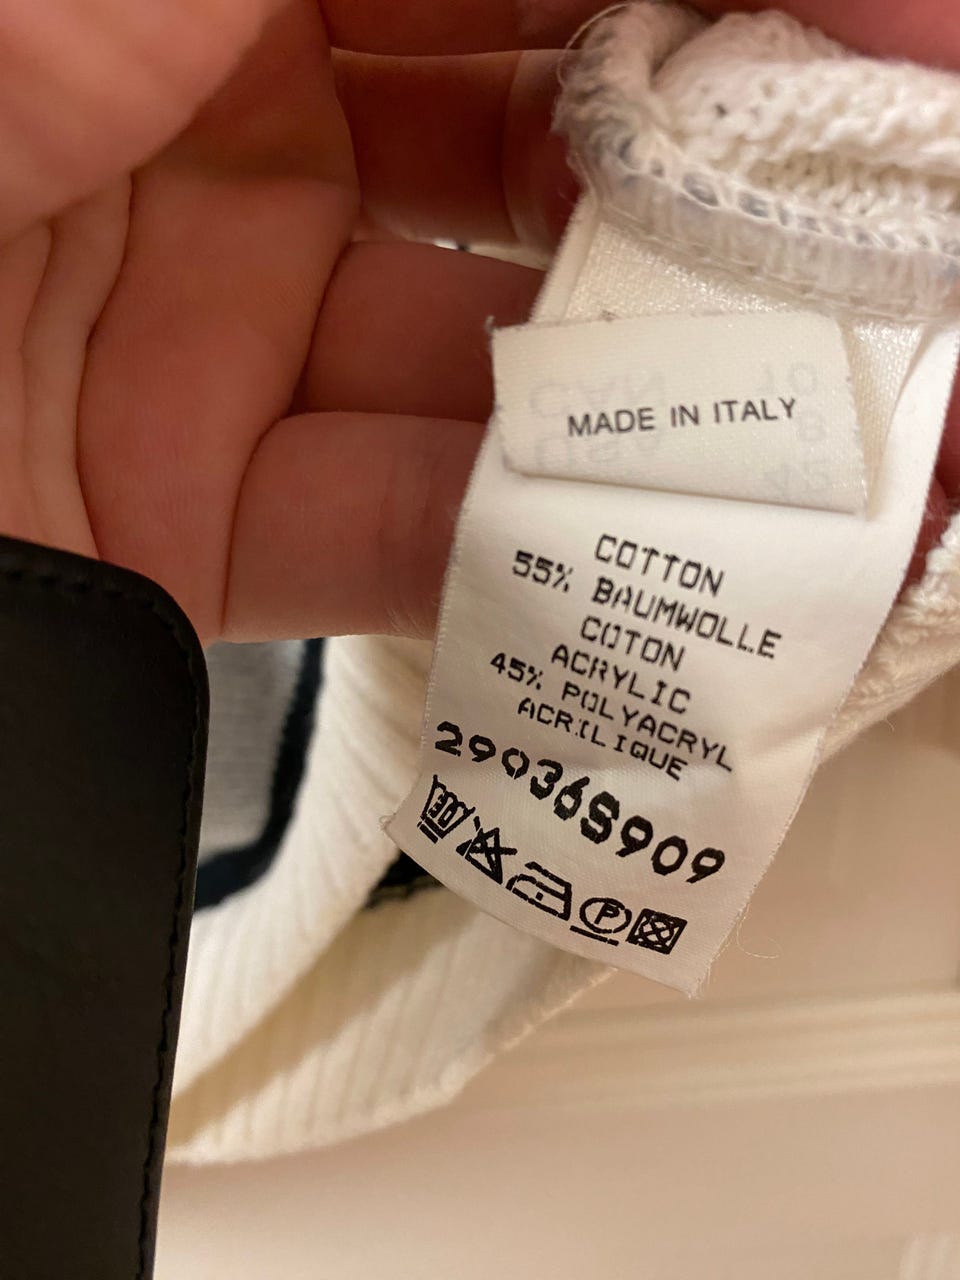 MADE IN ITALY
COTTON
55% BAUMWOLLE
COTON
ACRYLIC
45% POLYACRYL
ACRILIQUE
29036S909
P